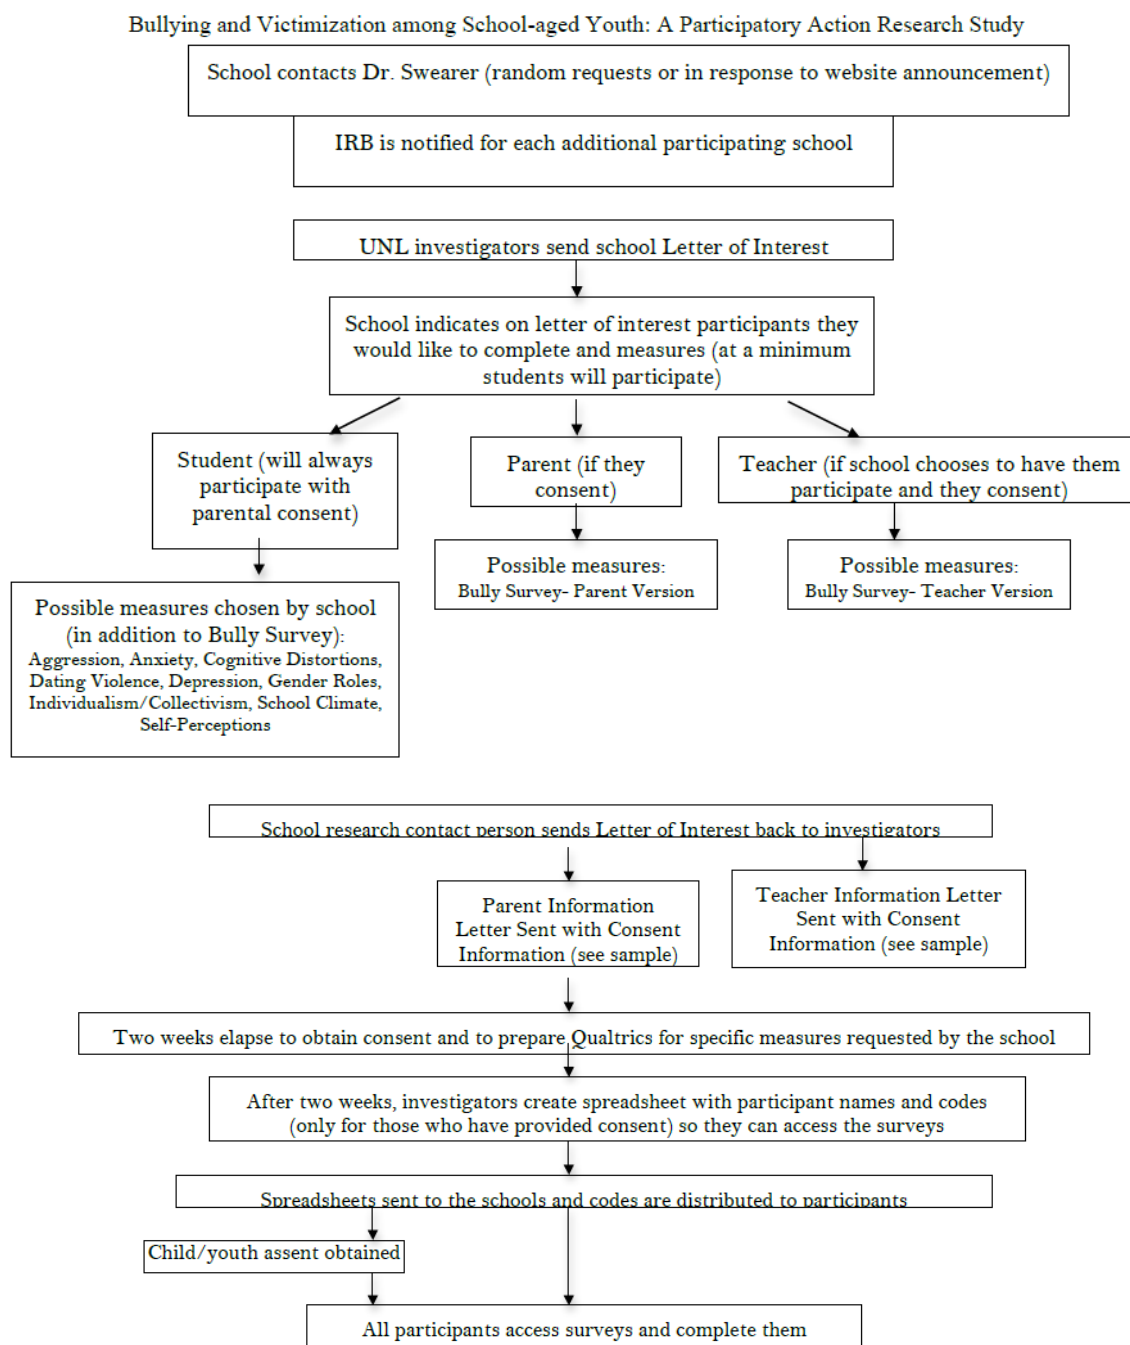 Bullying and Victimization among School-aged Youth: A Participatory Action Research Study
School contacts Dr. Swearer (random requests or in response to website announcement)
IRB is notified for each additional participating school
UNL investigators send school Letter of Interest
School indicates on letter of interest participants they
would like to complete and measures (at a minimum
students will participate)
Student (will always
participate with
parental consent)
Parent (if they
consent)
Teacher (if school chooses to have them
participate and they consent)
Possible measures:
Bully Survey- Parent Version
Possible measures:
Bully Survey- Teacher Version
Possible measures chosen by school
(in addition to Bully Survey):
Aggression, Anxiety, Cognitive Distortions,
Dating Violence, Depression, Gender Roles,
Individualism/Collectivism, School Climate,
Self-Perceptions
School research contact person sends Letter of Interest back to investigators
Parent Information
Letter Sent with Consent
Information (see sample)
Teacher Information Letter
Sent with Consent
Information (see sample)
Two weeks elapse to obtain consent and to prepare Qualtrics for specific measures requested by the school
After two weeks, investigators create spreadsheet with participant names and codes
(only for those who have provided consent) so they can access the surveys
Spreadsheets sent to the schools and codes are distributed to participants
Child/youth assent obtained
All participants access surveys and complete them